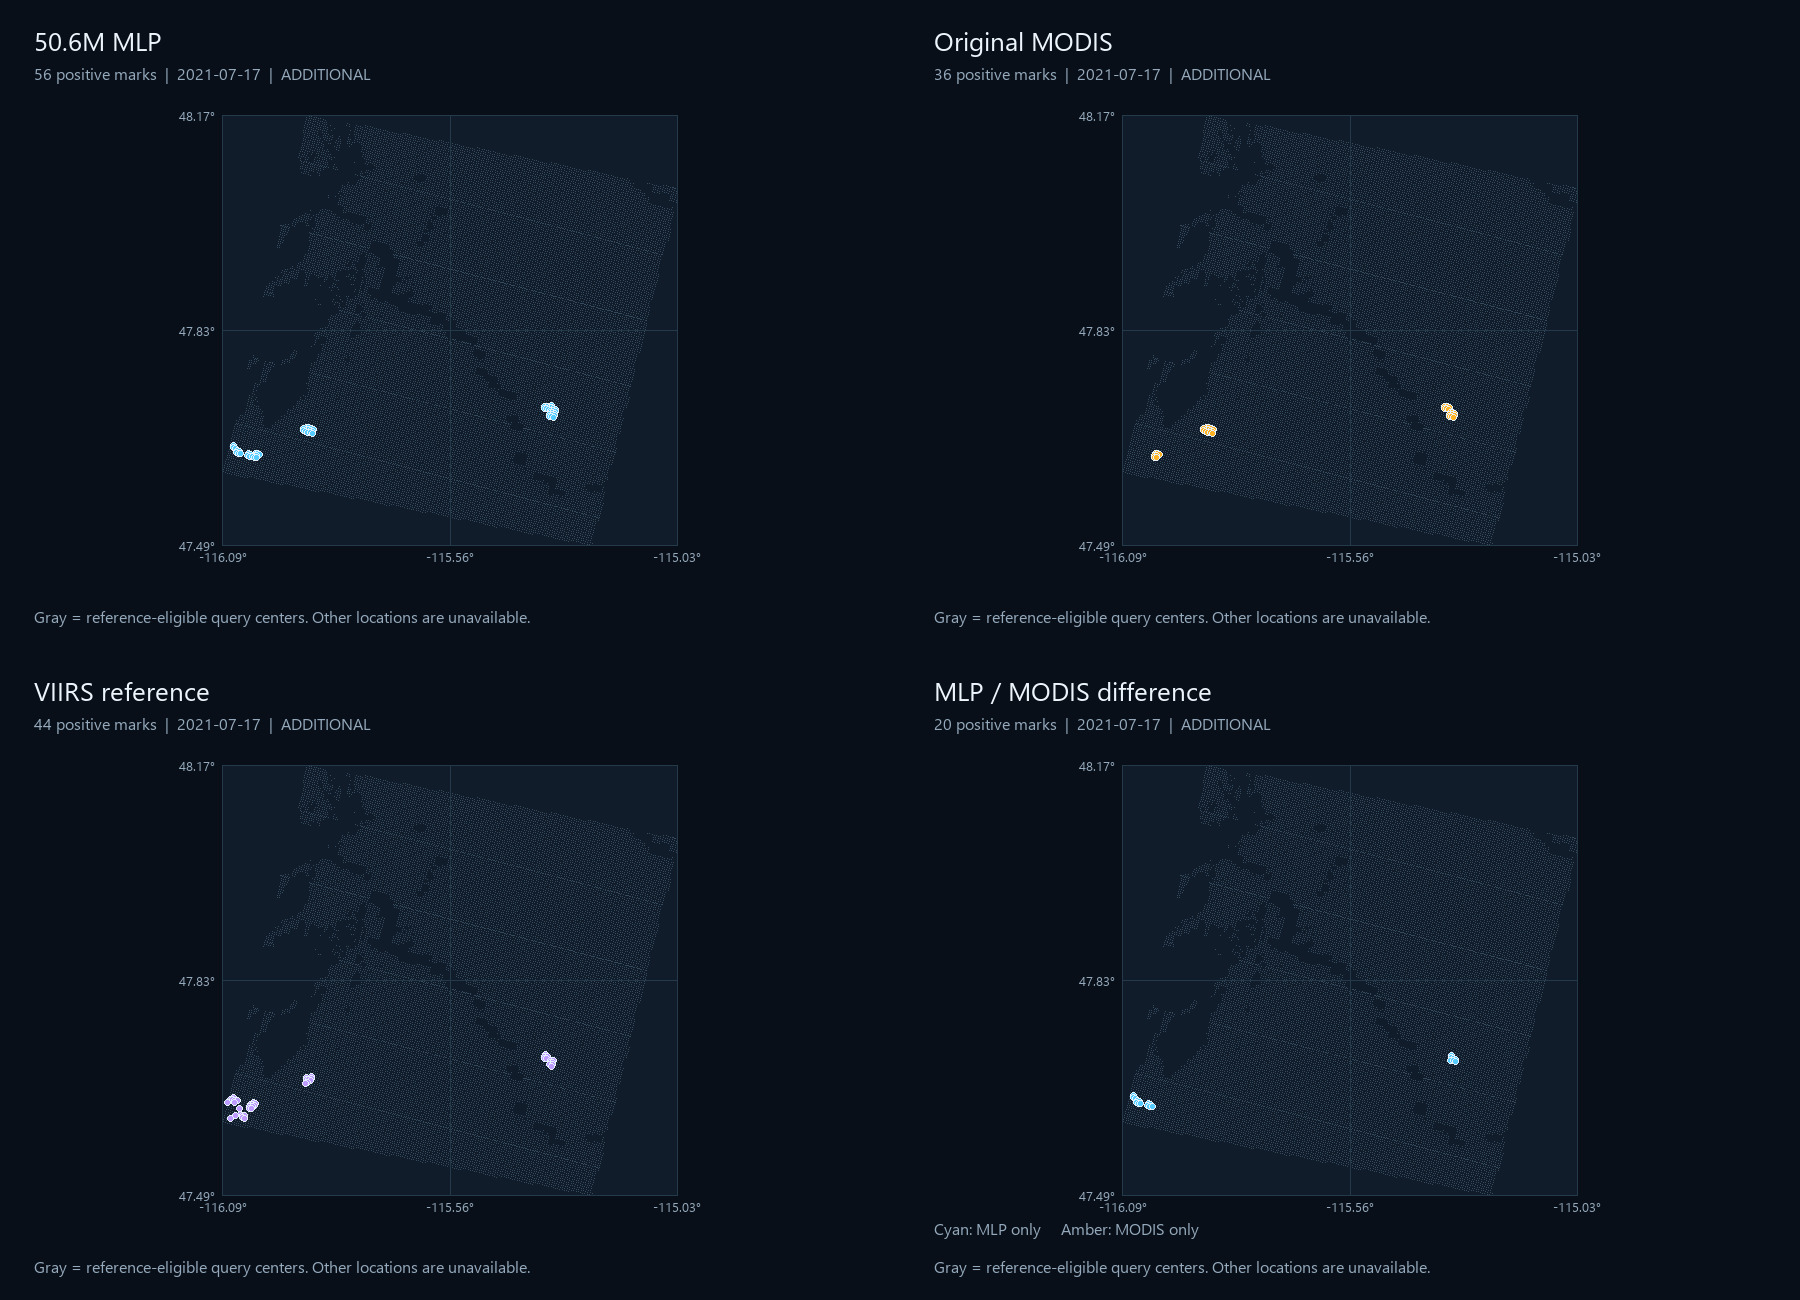 50.6M MLP
56 positive marks | 2021-07-17 | ADDITIONAL
48.17°
47.83°
47.49°
-116.09°
-115.56°
-115.03°
Gray = reference-eligible query centers. Other locations are unavailable.
Original MODIS
36 positive marks | 2021-07-17 | ADDITIONAL
48.17°
47.83°
47.49°
-116.09°
-115.56°
-115.03°
Gray = reference-eligible query centers. Other locations are unavailable.
VIIRS reference
44 positive marks | 2021-07-17 | ADDITIONAL
48.17°
47.83°
47.49°
-116.09°
-115.56°
-115.03°
Gray = reference-eligible query centers. Other locations are unavailable.
MLP / MODIS difference
20 positive marks | 2021-07-17 | ADDITIONAL
48.17°
47.83°
47.49°
-116.09°
-115.56°
-115.03°
Cyan: MLP only Amber: MODIS only
Gray = reference-eligible query centers. Other locations are unavailable.